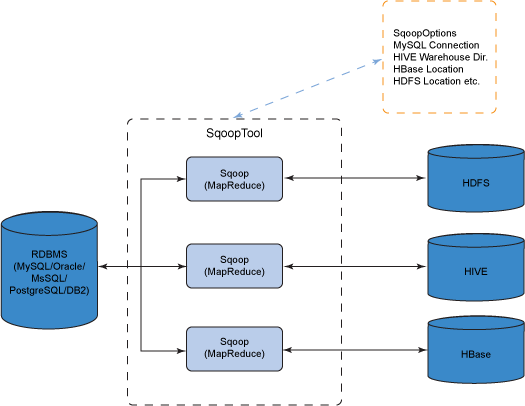 SqoopOptions
MySQL Connection
HIVE Warehouse Dir.
HBase Location
HDFS Location etc.
SqoopTool
Sqoop
(MapReduce)
HDFS
RDBMS
(MySQL/Oracle/
MsSQL/
PostgreSQL/DB2)
Sqoop
(MapReduce)
HIVE
Sqoop
(MapReduce)
HBase